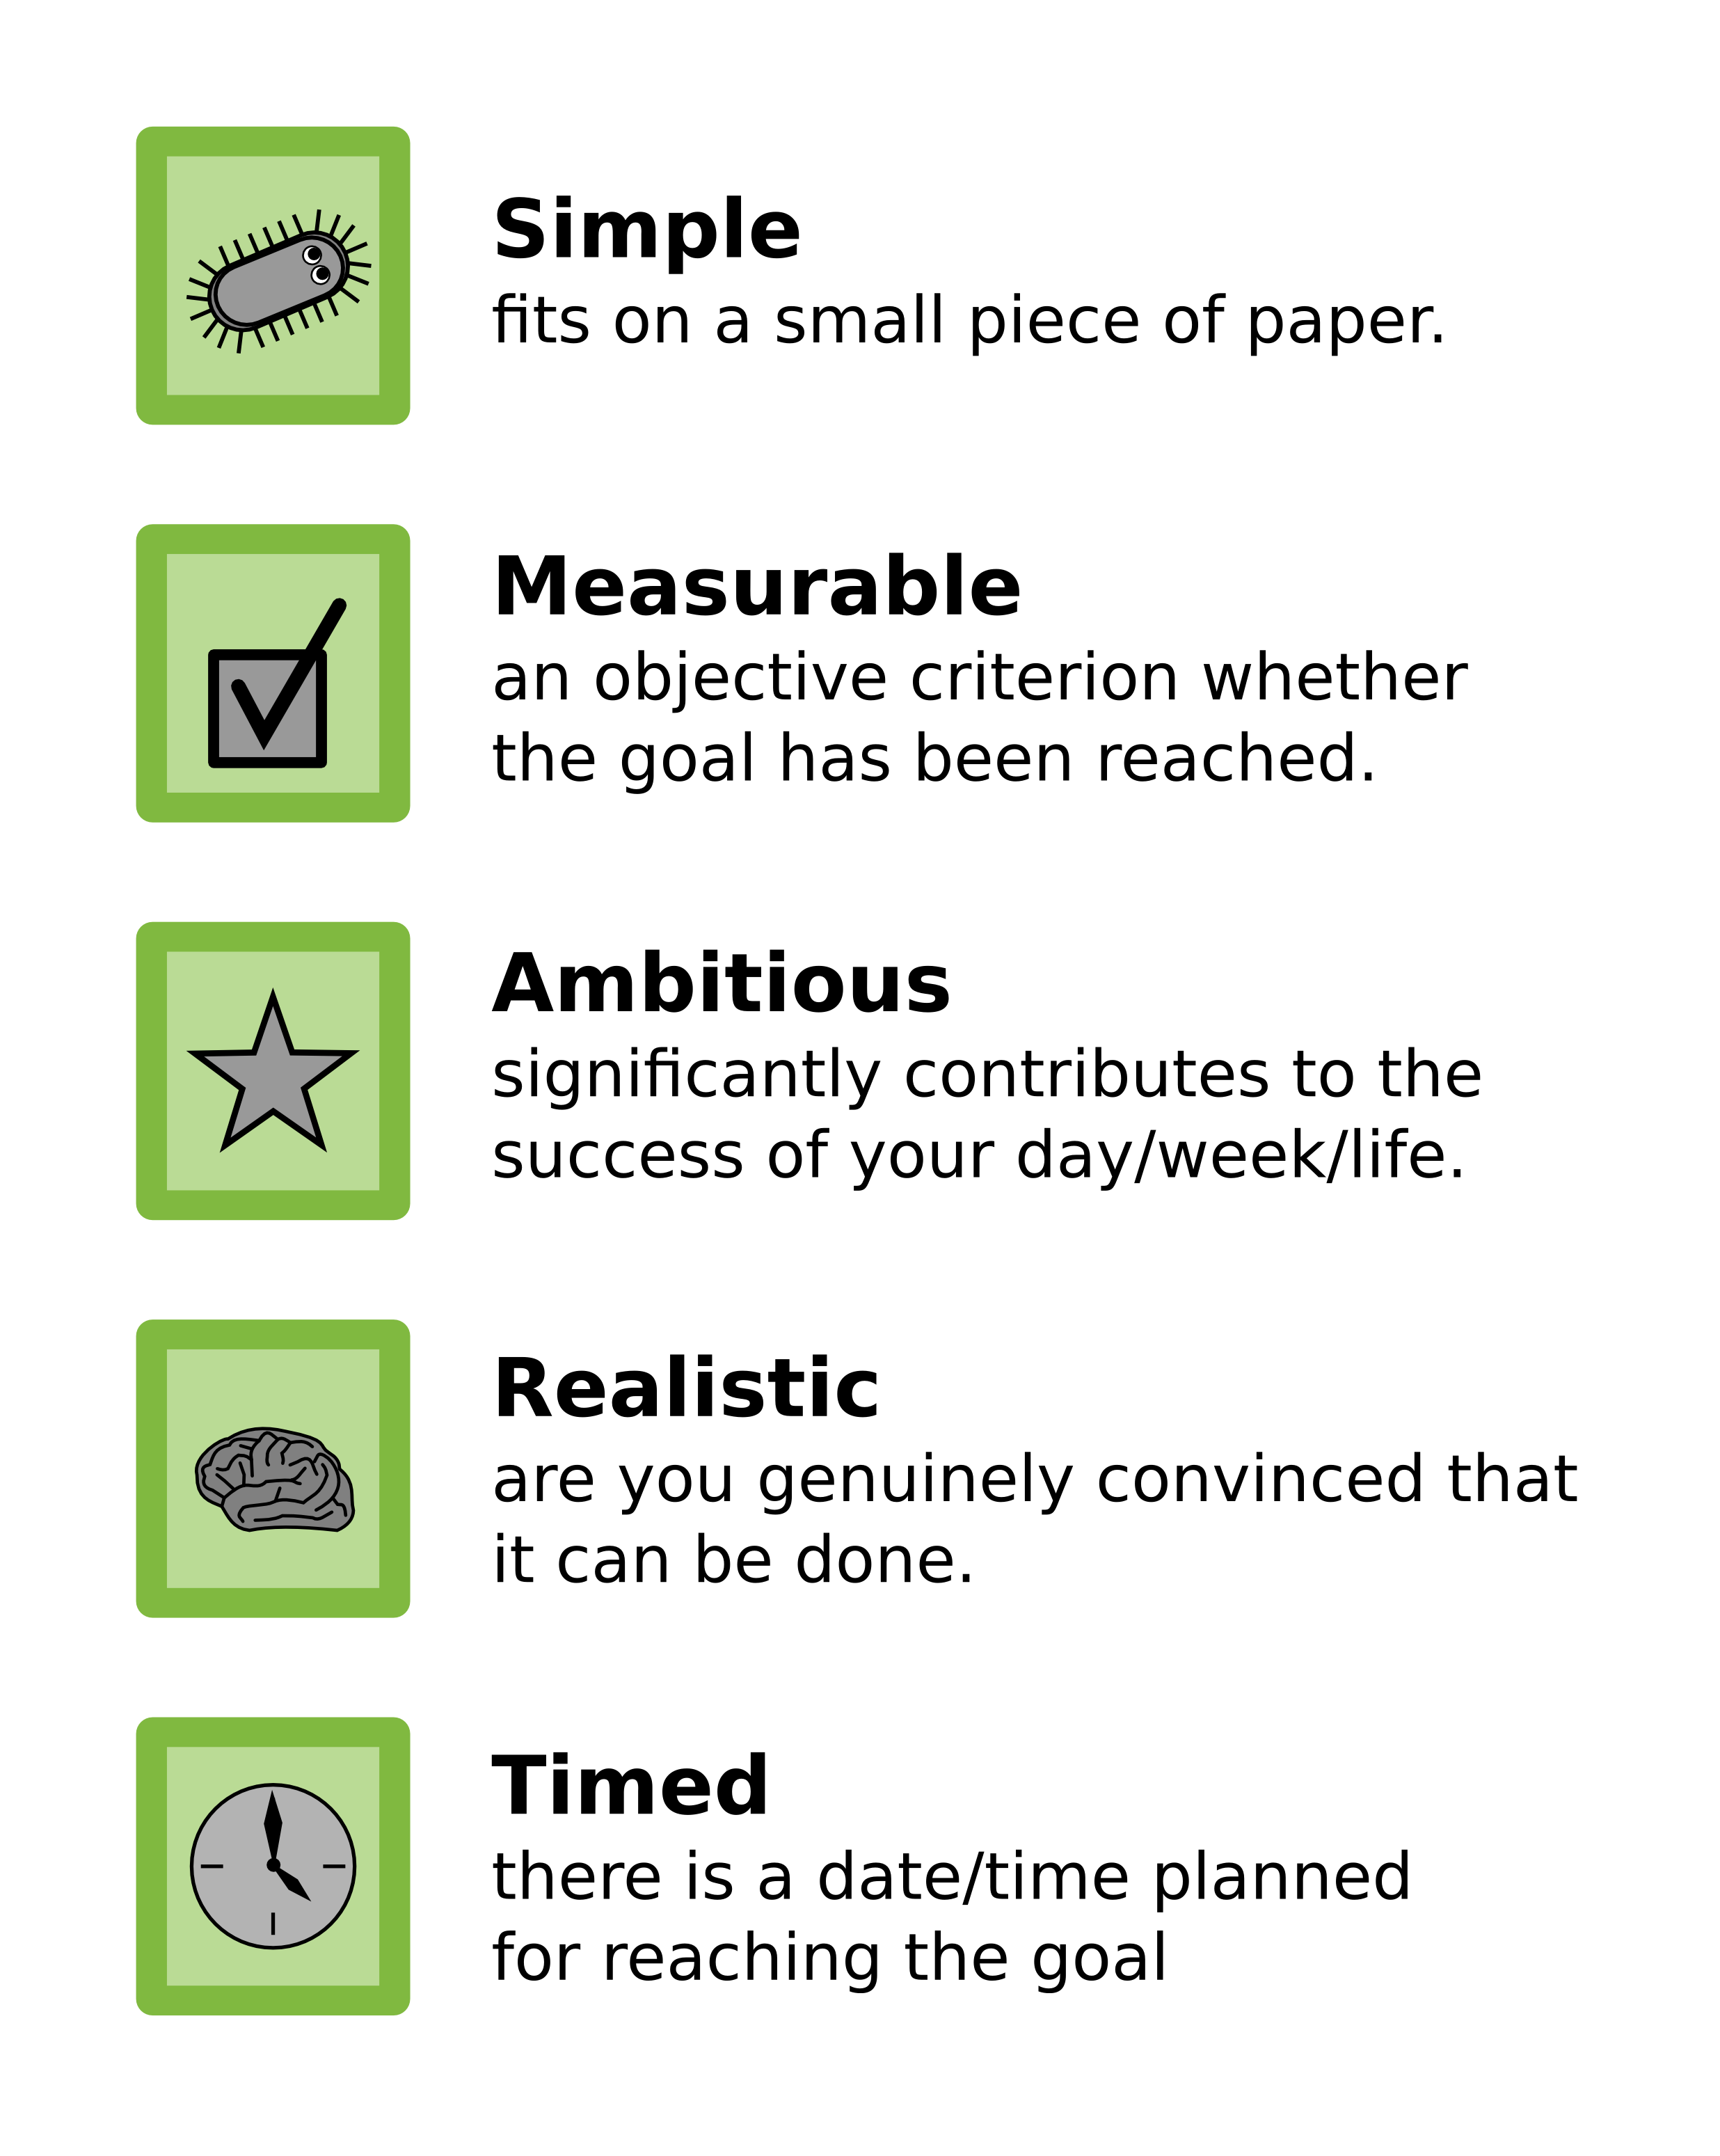 Simple
fits on a small piece of paper.
Measurable
an objective criterion whether
the goal has been reached.
Ambitious
significantly contributes to the
success of your day/week/life.
Realistic
are you genuinely convinced that
it can be done.
Timed
there is a date/time planned
for reaching the goal